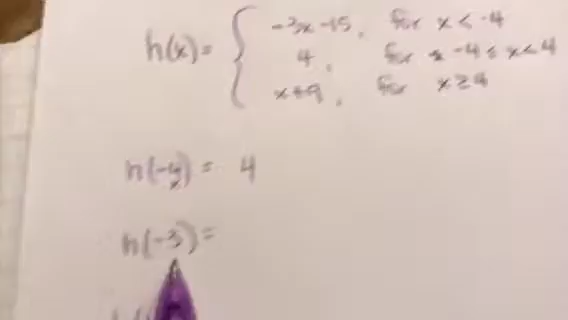 h(x) = { -3x -15, for x < -4
4, for -4 ≤ x < 4
x+9, for x ≥ 4
h(-4) = 4
h(-3) =